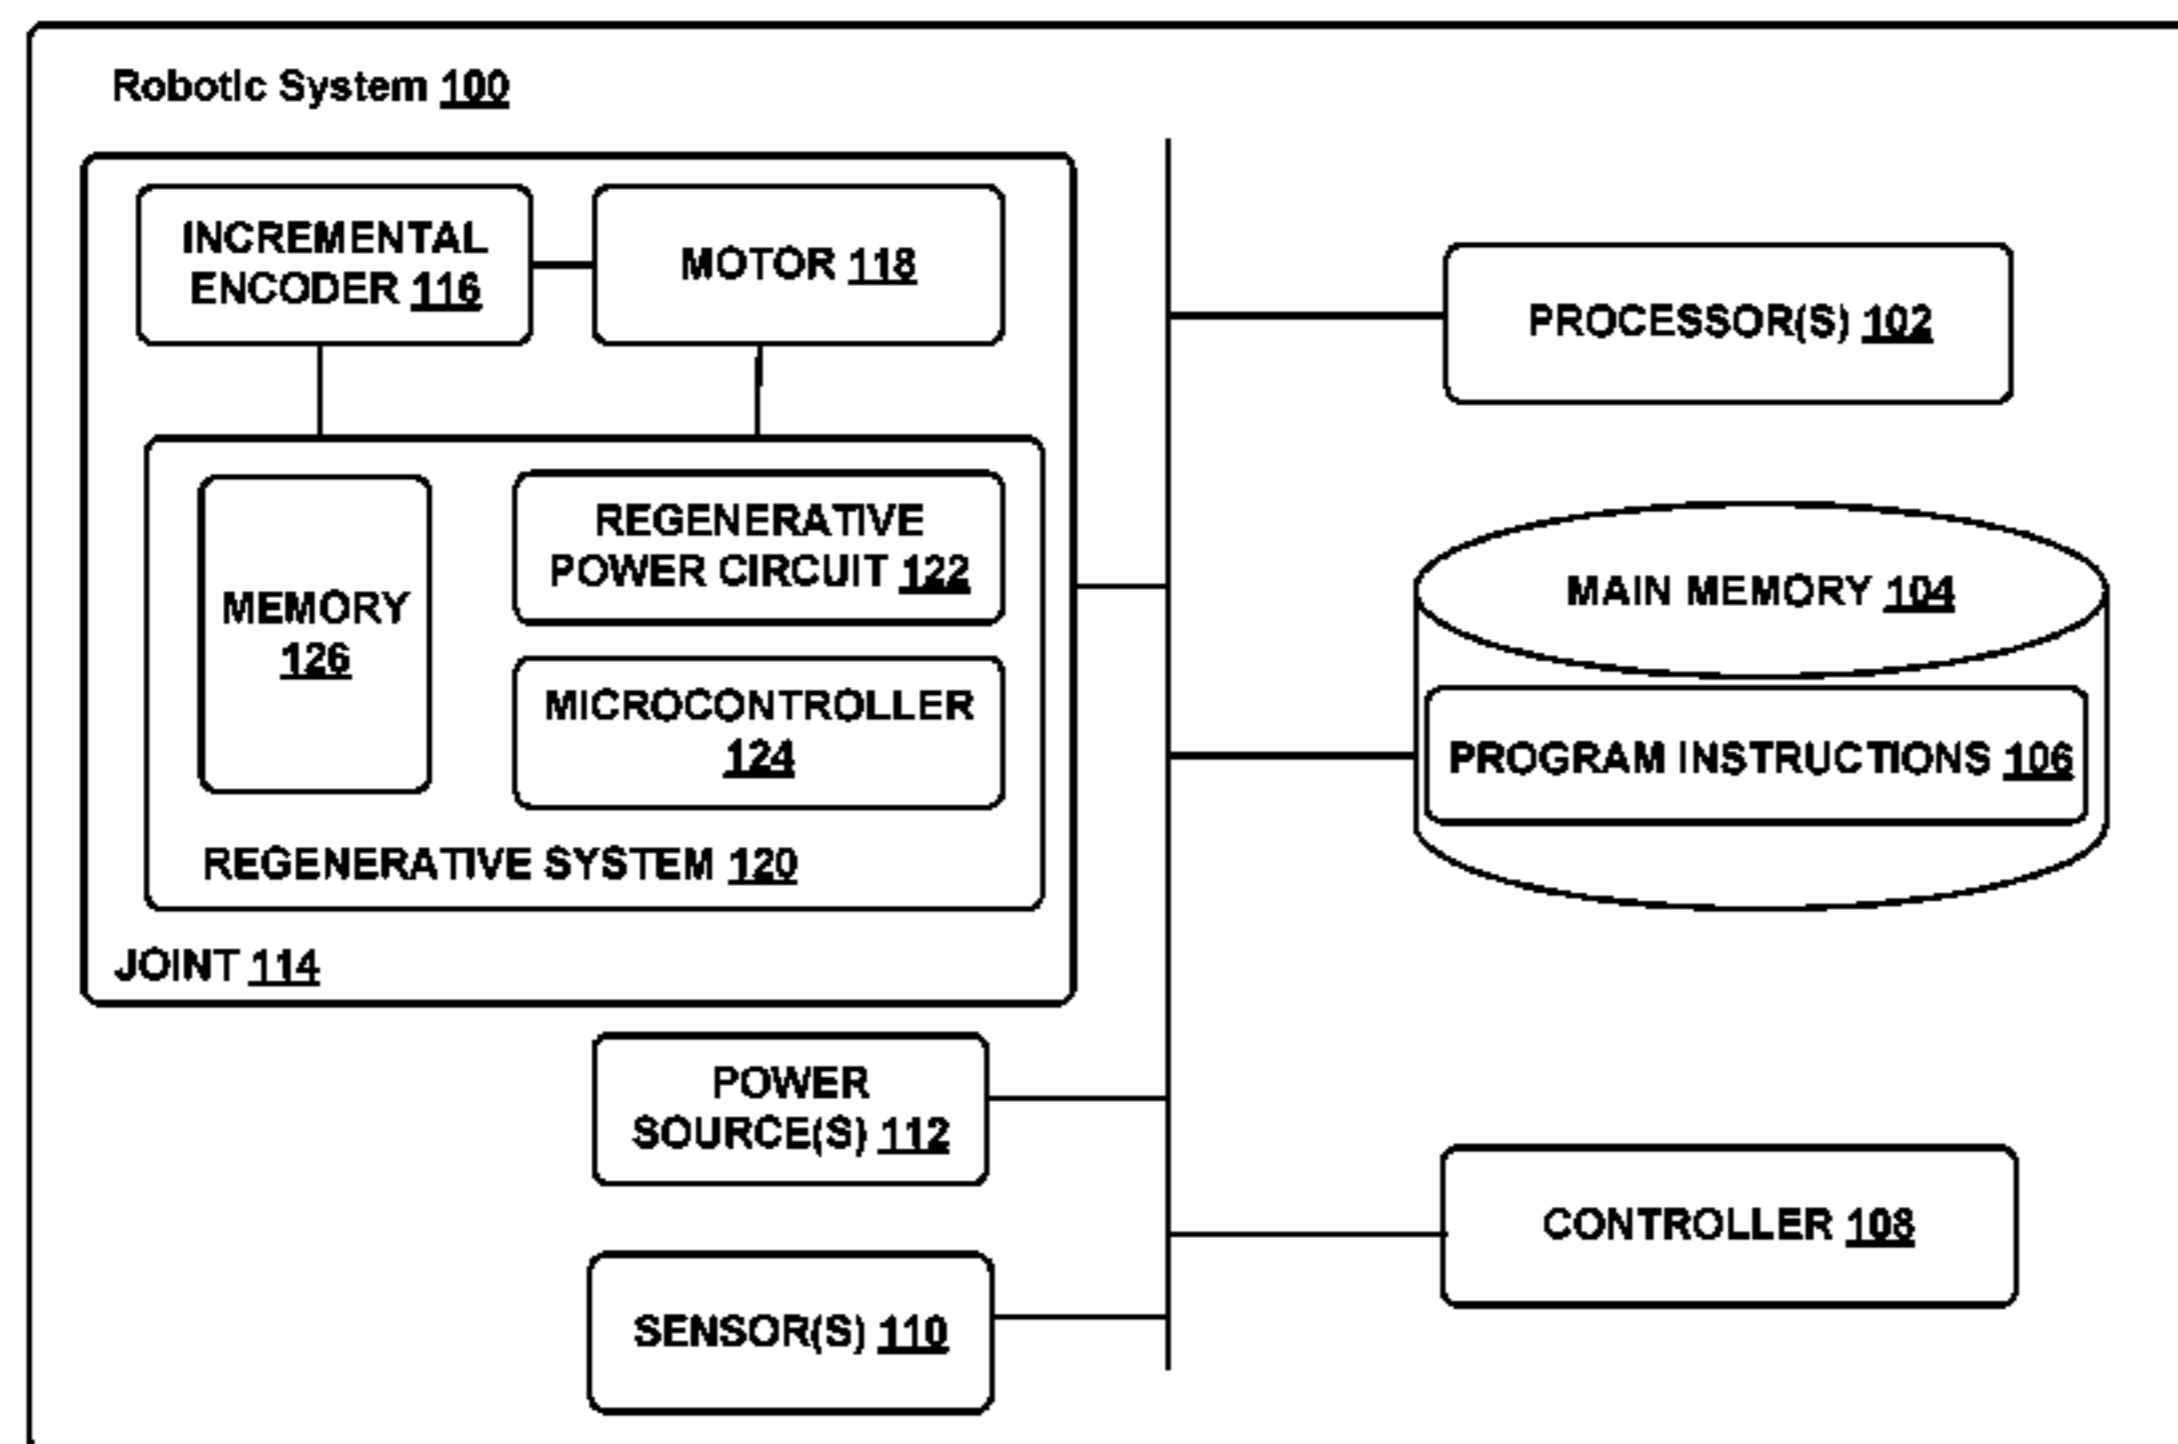 Robotic System 100
INCREMENTAL
ENCODER 116
MOTOR 118
MEMORY
126
REGENERATIVE
POWER CIRCUIT 122
MICROCONTROLLER
124
REGENERATIVE SYSTEM 120
JOINT 114
POWER
SOURCE(S) 112
SENSOR(S) 110
PROCESSOR(S) 102
MAIN MEMORY 104
PROGRAM INSTRUCTIONS 106
CONTROLLER 108